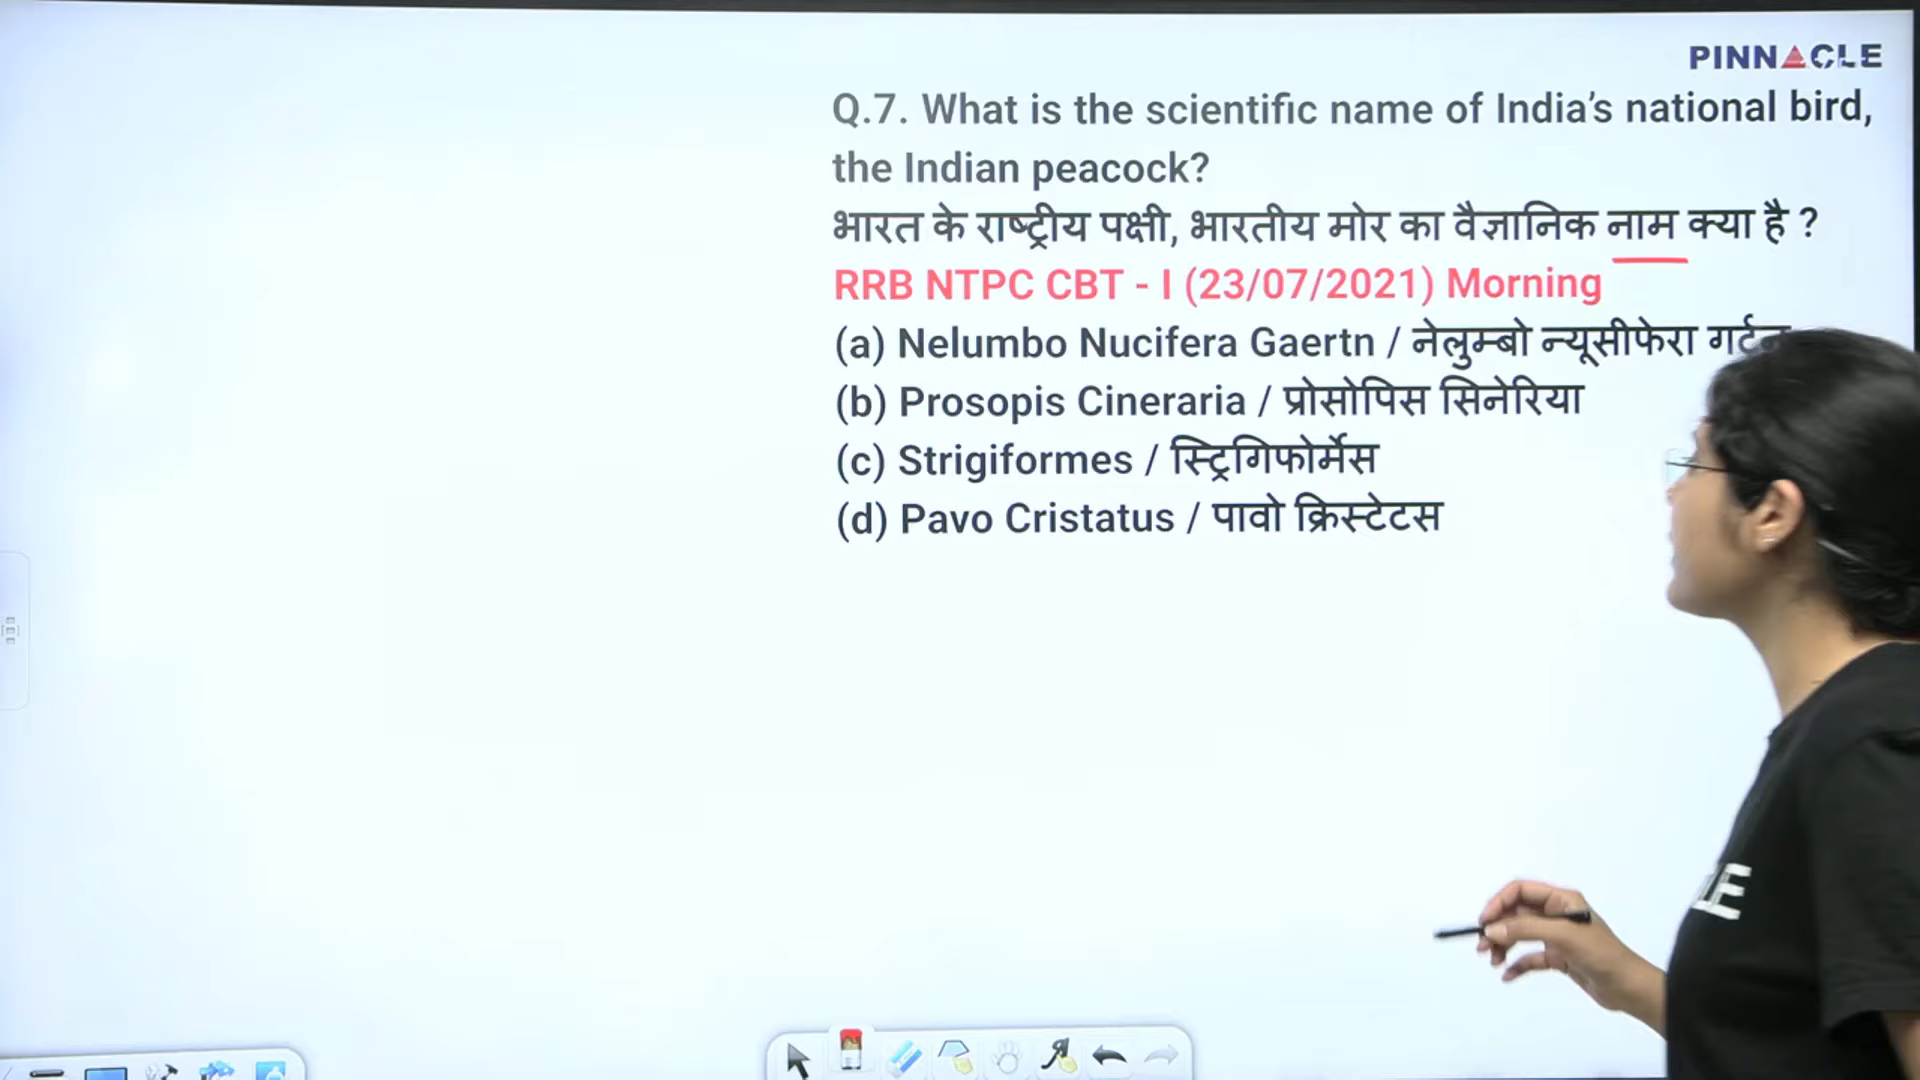 PINNACLE
Q.7. What is the scientific name of India’s national bird,
the Indian peacock?
भारत के राष्ट्रीय पक्षी, भारतीय मोर का वैज्ञानिक नाम क्या है ?
RRB NTPC CBT - I (23/07/2021) Morning
(a) Nelumbo Nucifera Gaertn / नेलुम्बो न्यूसीफेरा
(b) Prosopis Cineraria / प्रोसोपिस सिनेरिया
(c) Strigiformes / स्ट्रिगिफोर्मेस
(d) Pavo Cristatus / पावो क्रिस्टेटस